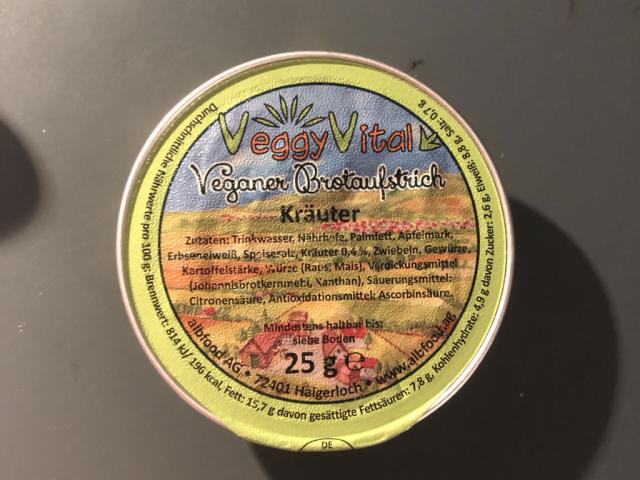 VeggyVital
Veganer Brotaufstrich
Kräuter
Zutaten: Trinkwasser, Nährhefe, Palmfett, Apfelmark,
Erbseneiweiß, Speisesalz, Kräuter 0,4 %, Zwiebeln, Gewürze,
Kartoffelstärke, Würze (Raps, Mais), Verdickungsmittel
(Johannisbrotkernmehl, Xanthan), Säuerungsmittel:
Citronensäure, Antioxidationsmittel: Ascorbinsäure.
Mindestens haltbar bis:
siehe Boden
25 g ℮
albfood AG • 72401 Haigerloch • www.albfood.ag
Durchschnittliche Nährwerte pro 100 g: Brennwert: 814 kJ/ 196 kcal, Fett: 15,7 g davon gesättigte Fettsäuren: 7,8 g, Kohlenhydrate: 4,9 g davon Zucker: 2,6 g, Eiweiß: 8,8 g, Salz: 0,7 g
DE